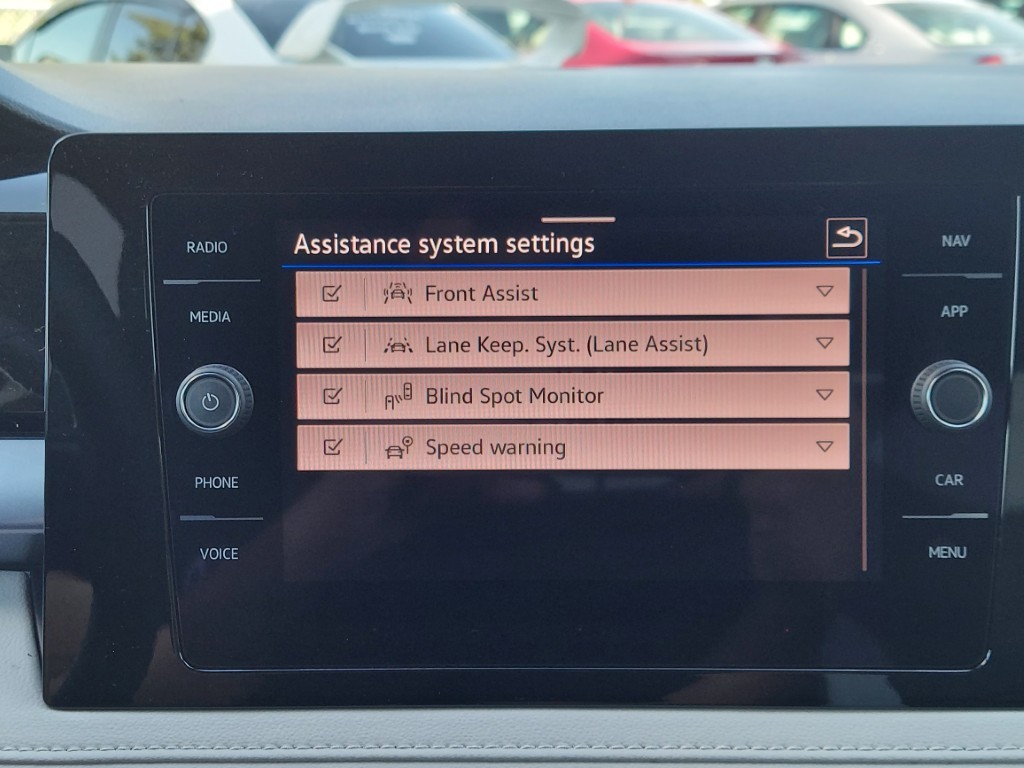 RADIO
MEDIA
PHONE
VOICE
Assistance system settings
Front Assist
Lane Keep. Syst. (Lane Assist)
Blind Spot Monitor
Speed warning
NAV
APP
CAR
MENU